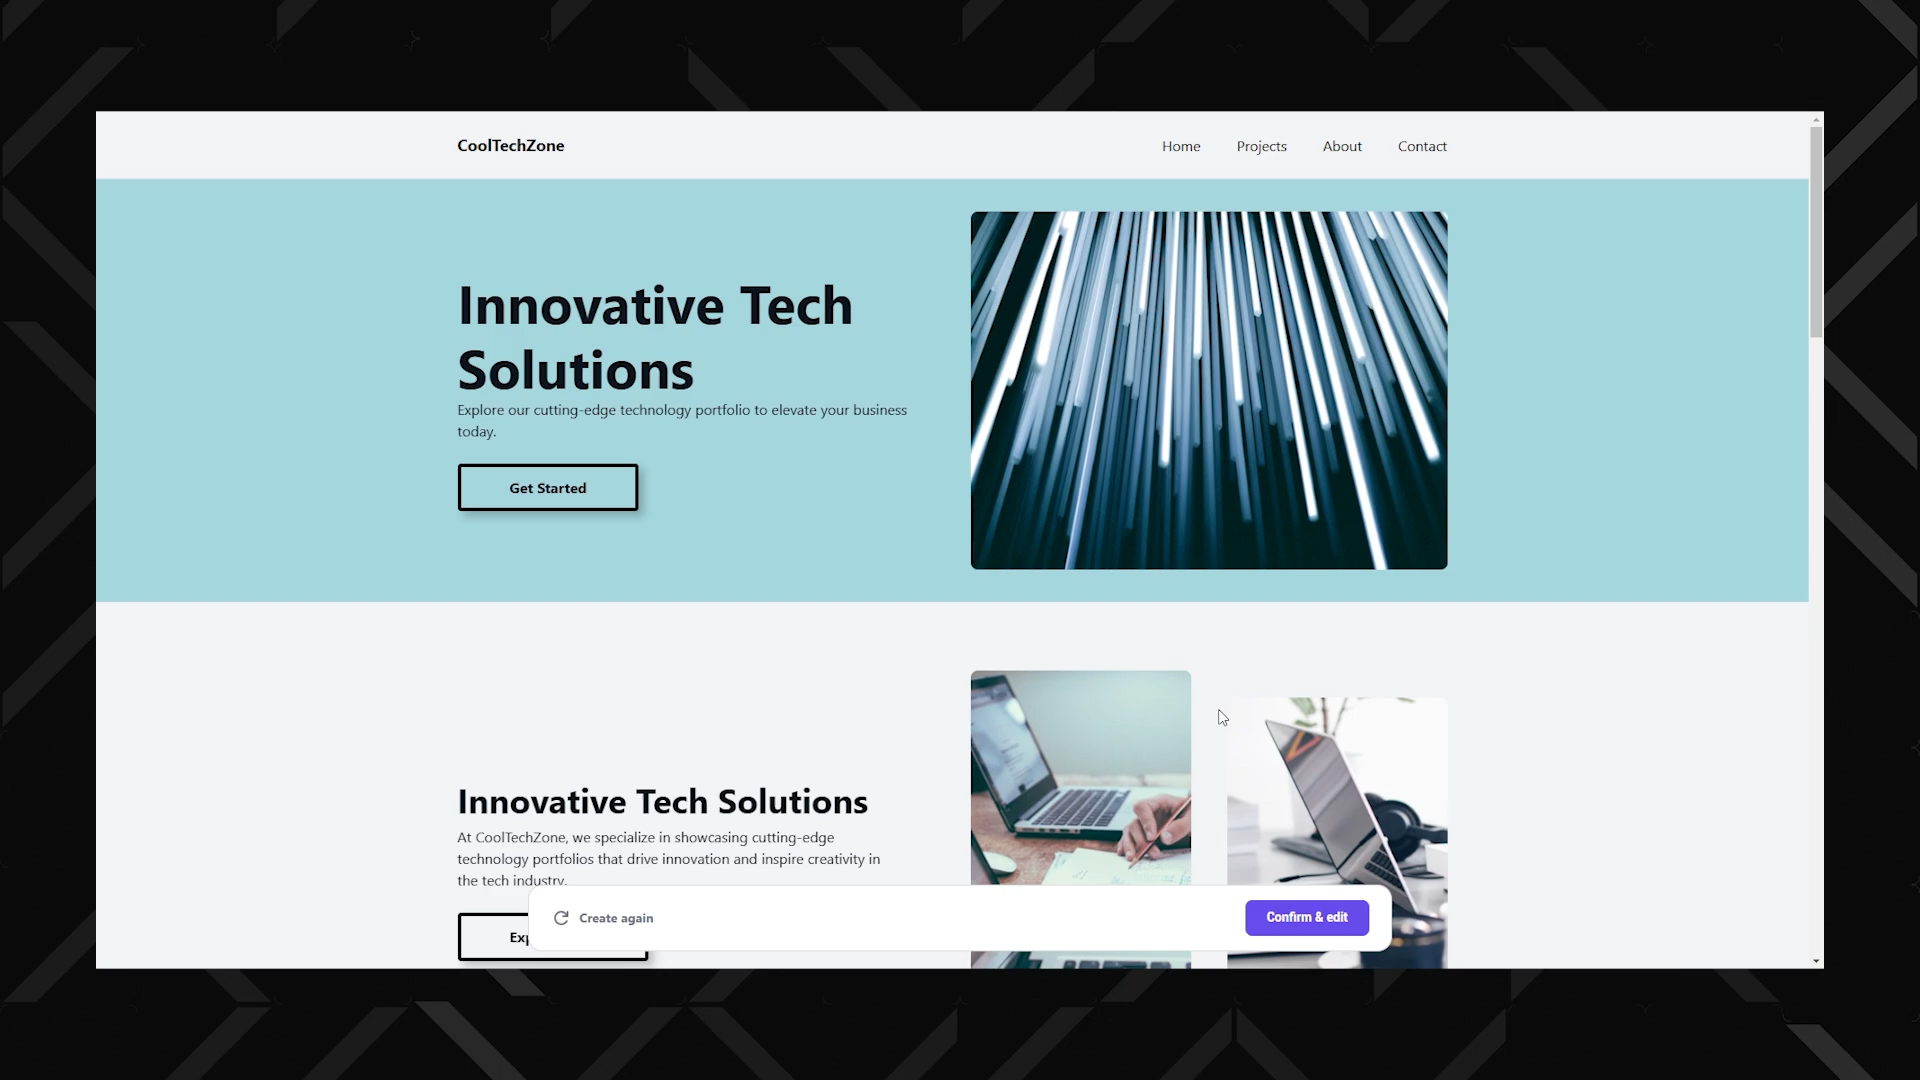 CoolTechZone
Home Projects About Contact
Innovative Tech
Solutions
Explore our cutting-edge technology portfolio to elevate your business
today.
Get Started
Innovative Tech Solutions
At CoolTechZone, we specialize in showcasing cutting-edge
technology portfolios that drive innovation and inspire creativity in
the tech industry.
Create again
Confirm & edit